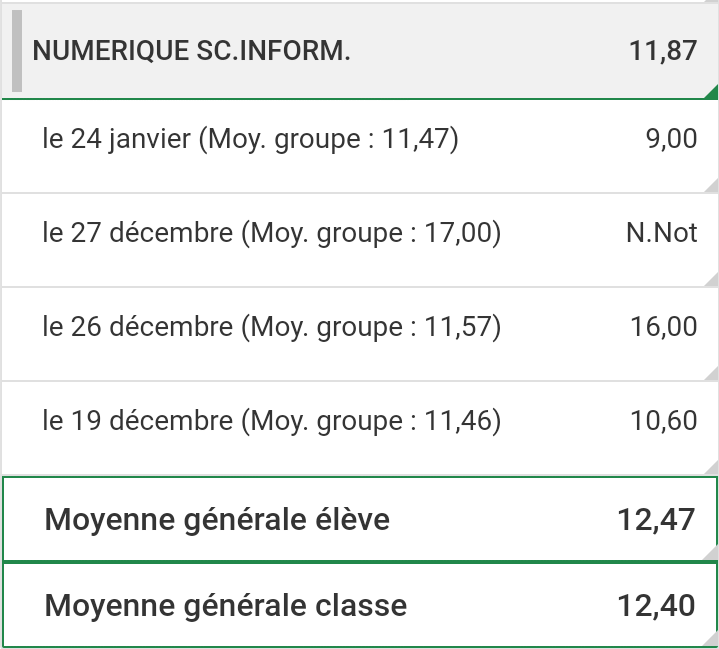 NUMERIQUE SC.INFORM. 11,87
le 24 janvier (Moy. groupe : 11,47) 9,00
le 27 décembre (Moy. groupe : 17,00) N.Not
le 26 décembre (Moy. groupe : 11,57) 16,00
le 19 décembre (Moy. groupe : 11,46) 10,60
Moyenne générale élève 12,47
Moyenne générale classe 12,40